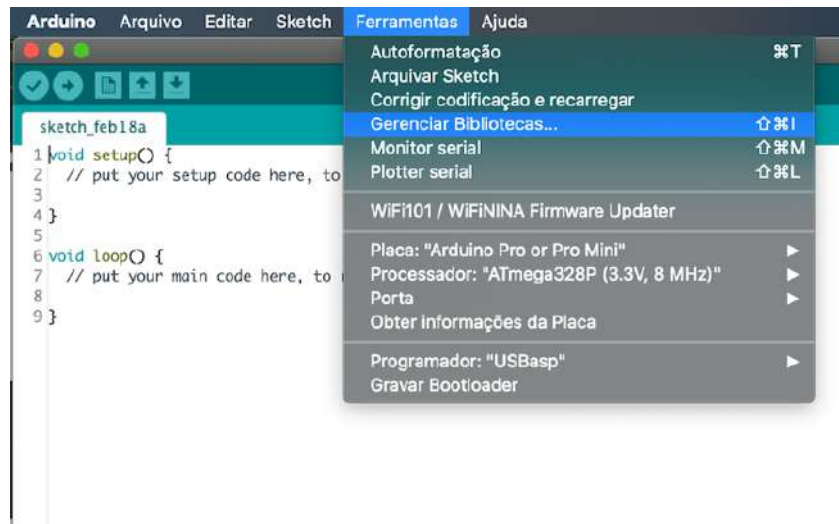 Arduino Arquivo Editar Sketch Ferramentas Ajuda
sketch_feb18a
1 void setup() {
2 // put your setup code here, to
3
4 }
5
6 void loop() {
7 // put your main code here, to
8
9 }
Autoformatação ⌘T
Arquivar Sketch
Corrigir codificação e recarregar
Gerenciar Bibliotecas... ⇧⌘I
Monitor serial ⇧⌘M
Plotter serial ⇧⌘L
WiFi101 / WiFiNINA Firmware Updater
Placa: "Arduino Pro or Pro Mini"
Processador: "ATmega328P (3.3V, 8 MHz)"
Porta
Obter informações da Placa
Programador: "USBasp"
Gravar Bootloader